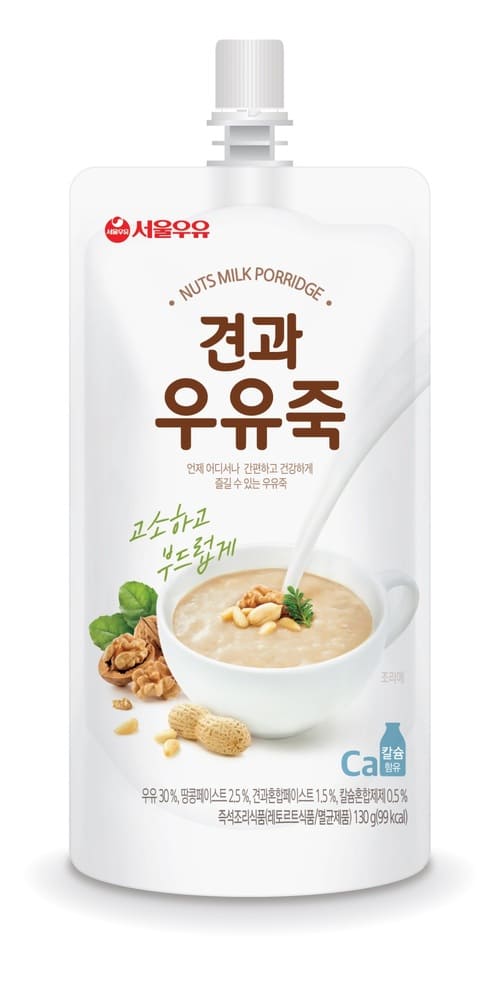 서울우유 서울우유
NUTS MILK PORRIDGE
견과
우유죽
언제 어디서나 간편하고 건강하게
즐길 수 있는 우유죽
고소하고
부드럽게
조리예
Ca 칼슘
함유
우유 30%, 땅콩페이스트 2.5%, 견과혼합페이스트 1.5%, 칼슘혼합제제 0.5%
즉석조리식품(레토르트식품/멸균제품) 130 g(99 kcal)